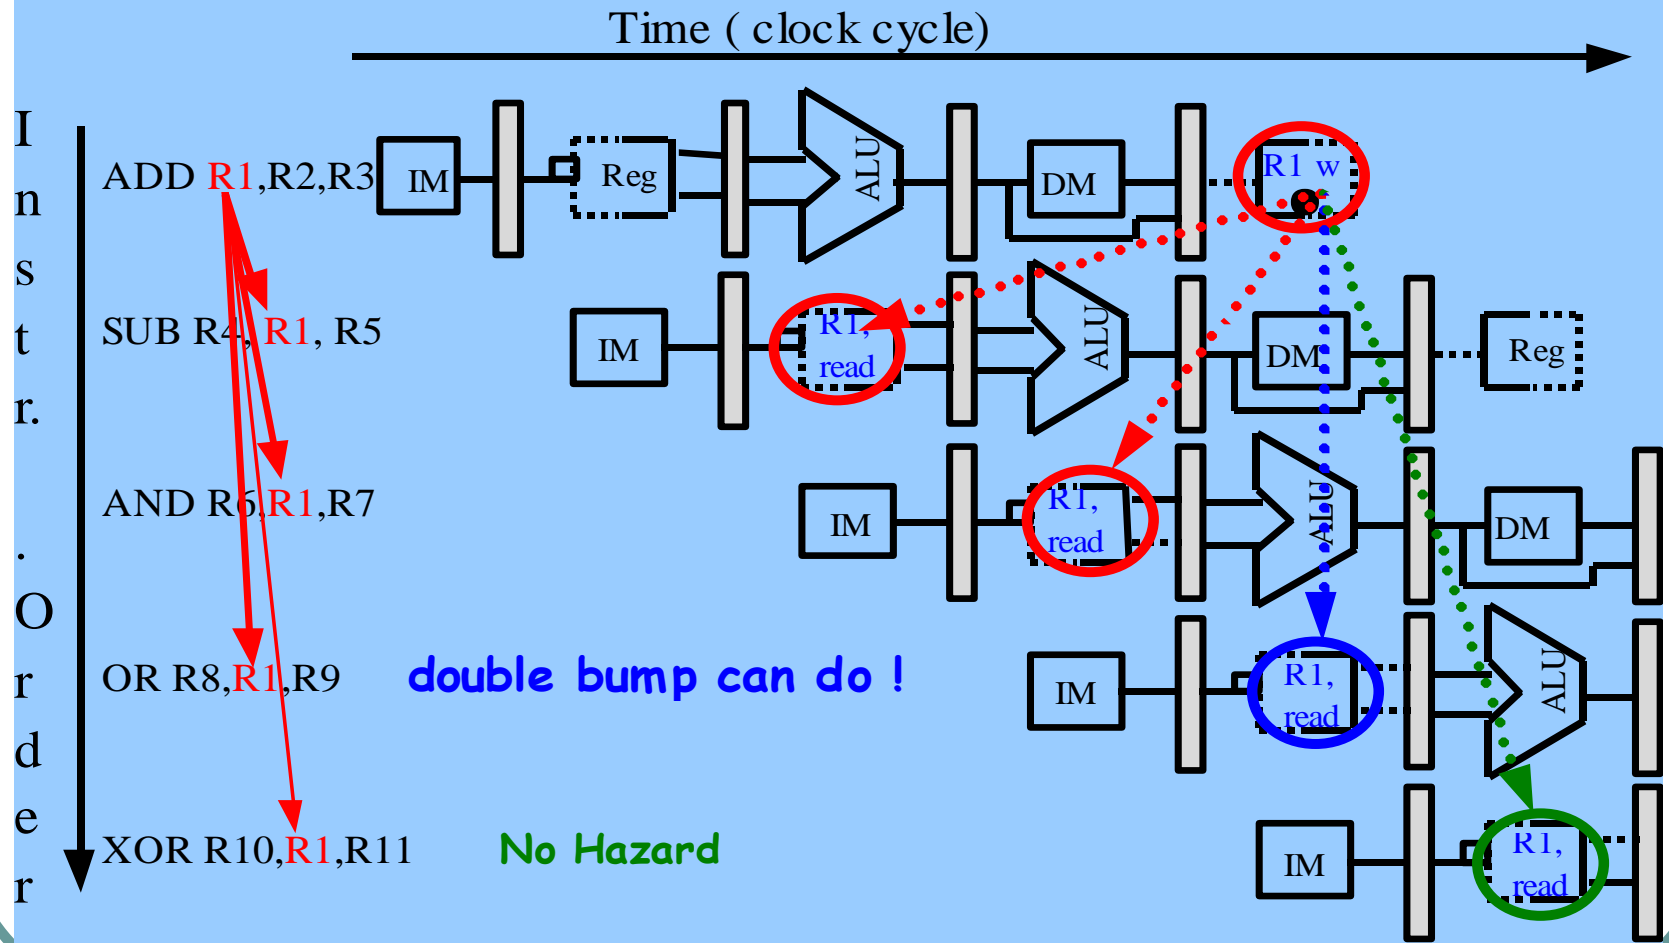 Time ( clock cycle)
Instr. Order
ADD R1,R2,R3
IM
Reg
ALU
DM
R1 w
SUB R4, R1, R5
IM
R1,
read
ALU
DM
Reg
AND R6,R1,R7
IM
R1,
read
ALU
DM
OR R8,R1,R9
double bump can do !
IM
R1,
read
ALU
XOR R10,R1,R11
No Hazard
IM
R1,
read